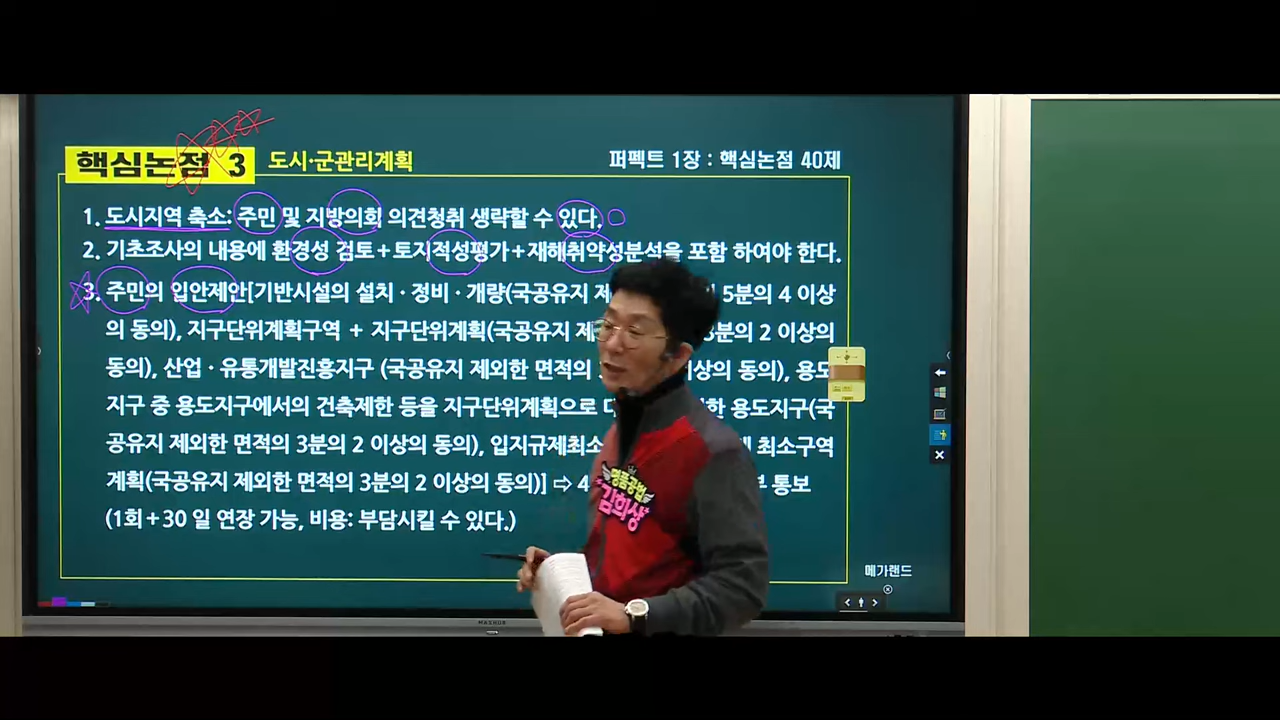 핵심논점 3 도시·군관리계획 퍼펙트 1장 : 핵심논점 40제
1. 도시지역 축소: 주민 및 지방의회 의견청취 생략할 수 있다.
2. 기초조사의 내용에 환경성 검토+토지적성평가+재해취약성분석을 포함 하여야 한다.
3. 주민의 입안제안[기반시설의 설치·정비·개량(국공유지 제 5분의 4 이상
의 동의), 지구단위계획구역 + 지구단위계획(국공유지 제 분의 2 이상의
동의), 산업·유통개발진흥지구 (국공유지 제외한 면적의 이상의 동의), 용도
지구 중 용도지구에서의 건축제한 등을 지구단위계획으로 한 용도지구(국
공유지 제외한 면적의 3분의 2 이상의 동의), 입지규제최소 최소구역
계획(국공유지 제외한 면적의 3분의 2 이상의 동의)] ⇨ 4 통보
(1회+30일 연장 가능, 비용: 부담시킬 수 있다.)
명품공법
김희상
메가랜드
MAXHUB